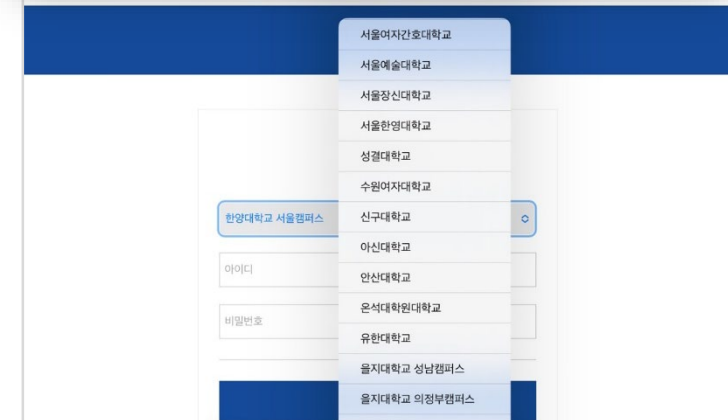 서울여자간호대학교
서울예술대학교
서울장신대학교
서울한영대학교
성결대학교
수원여자대학교
한양대학교 서울캠퍼스
신구대학교
아신대학교
아이디
안산대학교
온석대학원대학교
비밀번호
유한대학교
을지대학교 성남캠퍼스
을지대학교 의정부캠퍼스